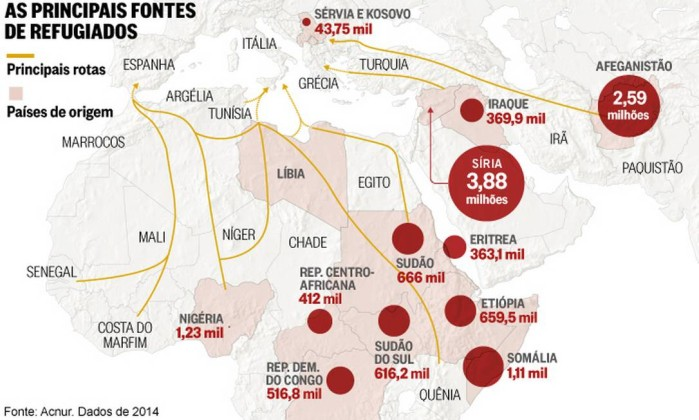 AS PRINCIPAIS FONTES
DE REFUGIADOS
Principais rotas
Países de origem
SÉRVIA E KOSOVO
43,75 mil
ITÁLIA
ESPANHA
GRÉCIA
TURQUIA
AFEGANISTÃO
2,59
milhões
ARGÉLIA
TUNÍSIA
IRAQUE
369,9 mil
MARROCOS
IRÃ
PAQUISTÃO
LÍBIA
EGITO
SÍRIA
3,88
milhões
MALI
NÍGER
CHADE
SENEGAL
SUDÃO
666 mil
ERITREA
363,1 mil
REP. CENTRO-
AFRICANA
412 mil
NIGÉRIA
1,23 mil
COSTA DO
MARFIM
ETIÓPIA
659,5 mil
SUDÃO
DO SUL
616,2 mil
SOMÁLIA
1,11 mil
REP. DEM.
DO CONGO
516,8 mil
QUÊNIA
Fonte: Acnur. Dados de 2014